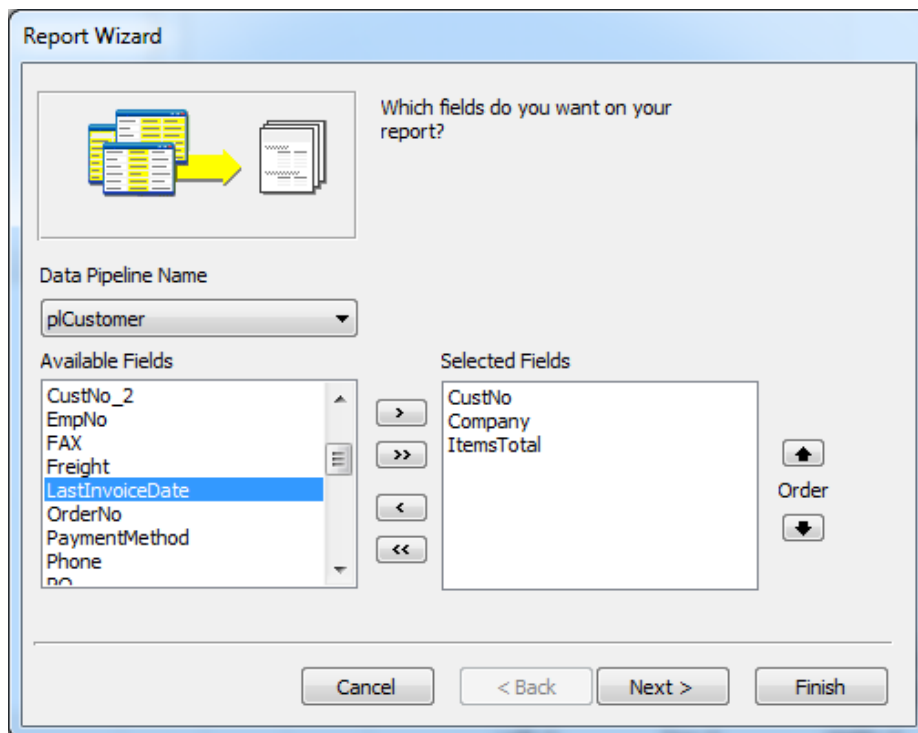 Report Wizard
Which fields do you want on your
report?
Data Pipeline Name
plCustomer
Available Fields
CustNo_2
EmpNo
FAX
Freight
LastInvoiceDate
OrderNo
PaymentMethod
Phone
>
>>
<
<<
Selected Fields
CustNo
Company
ItemsTotal
Order
Cancel
< Back
Next >
Finish